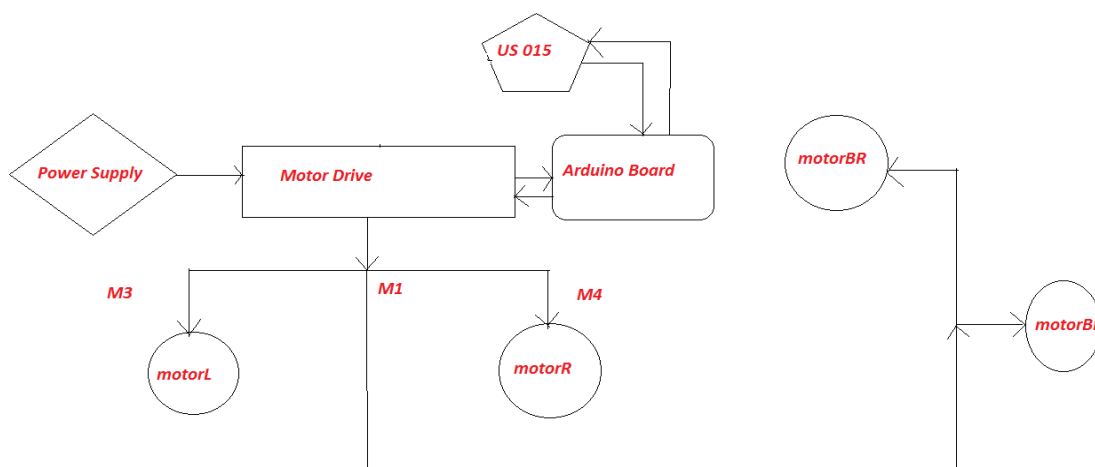 US 015
Power Supply
Motor Drive
Arduino Board
motorBR
M3
M1
M4
motorL
motorR